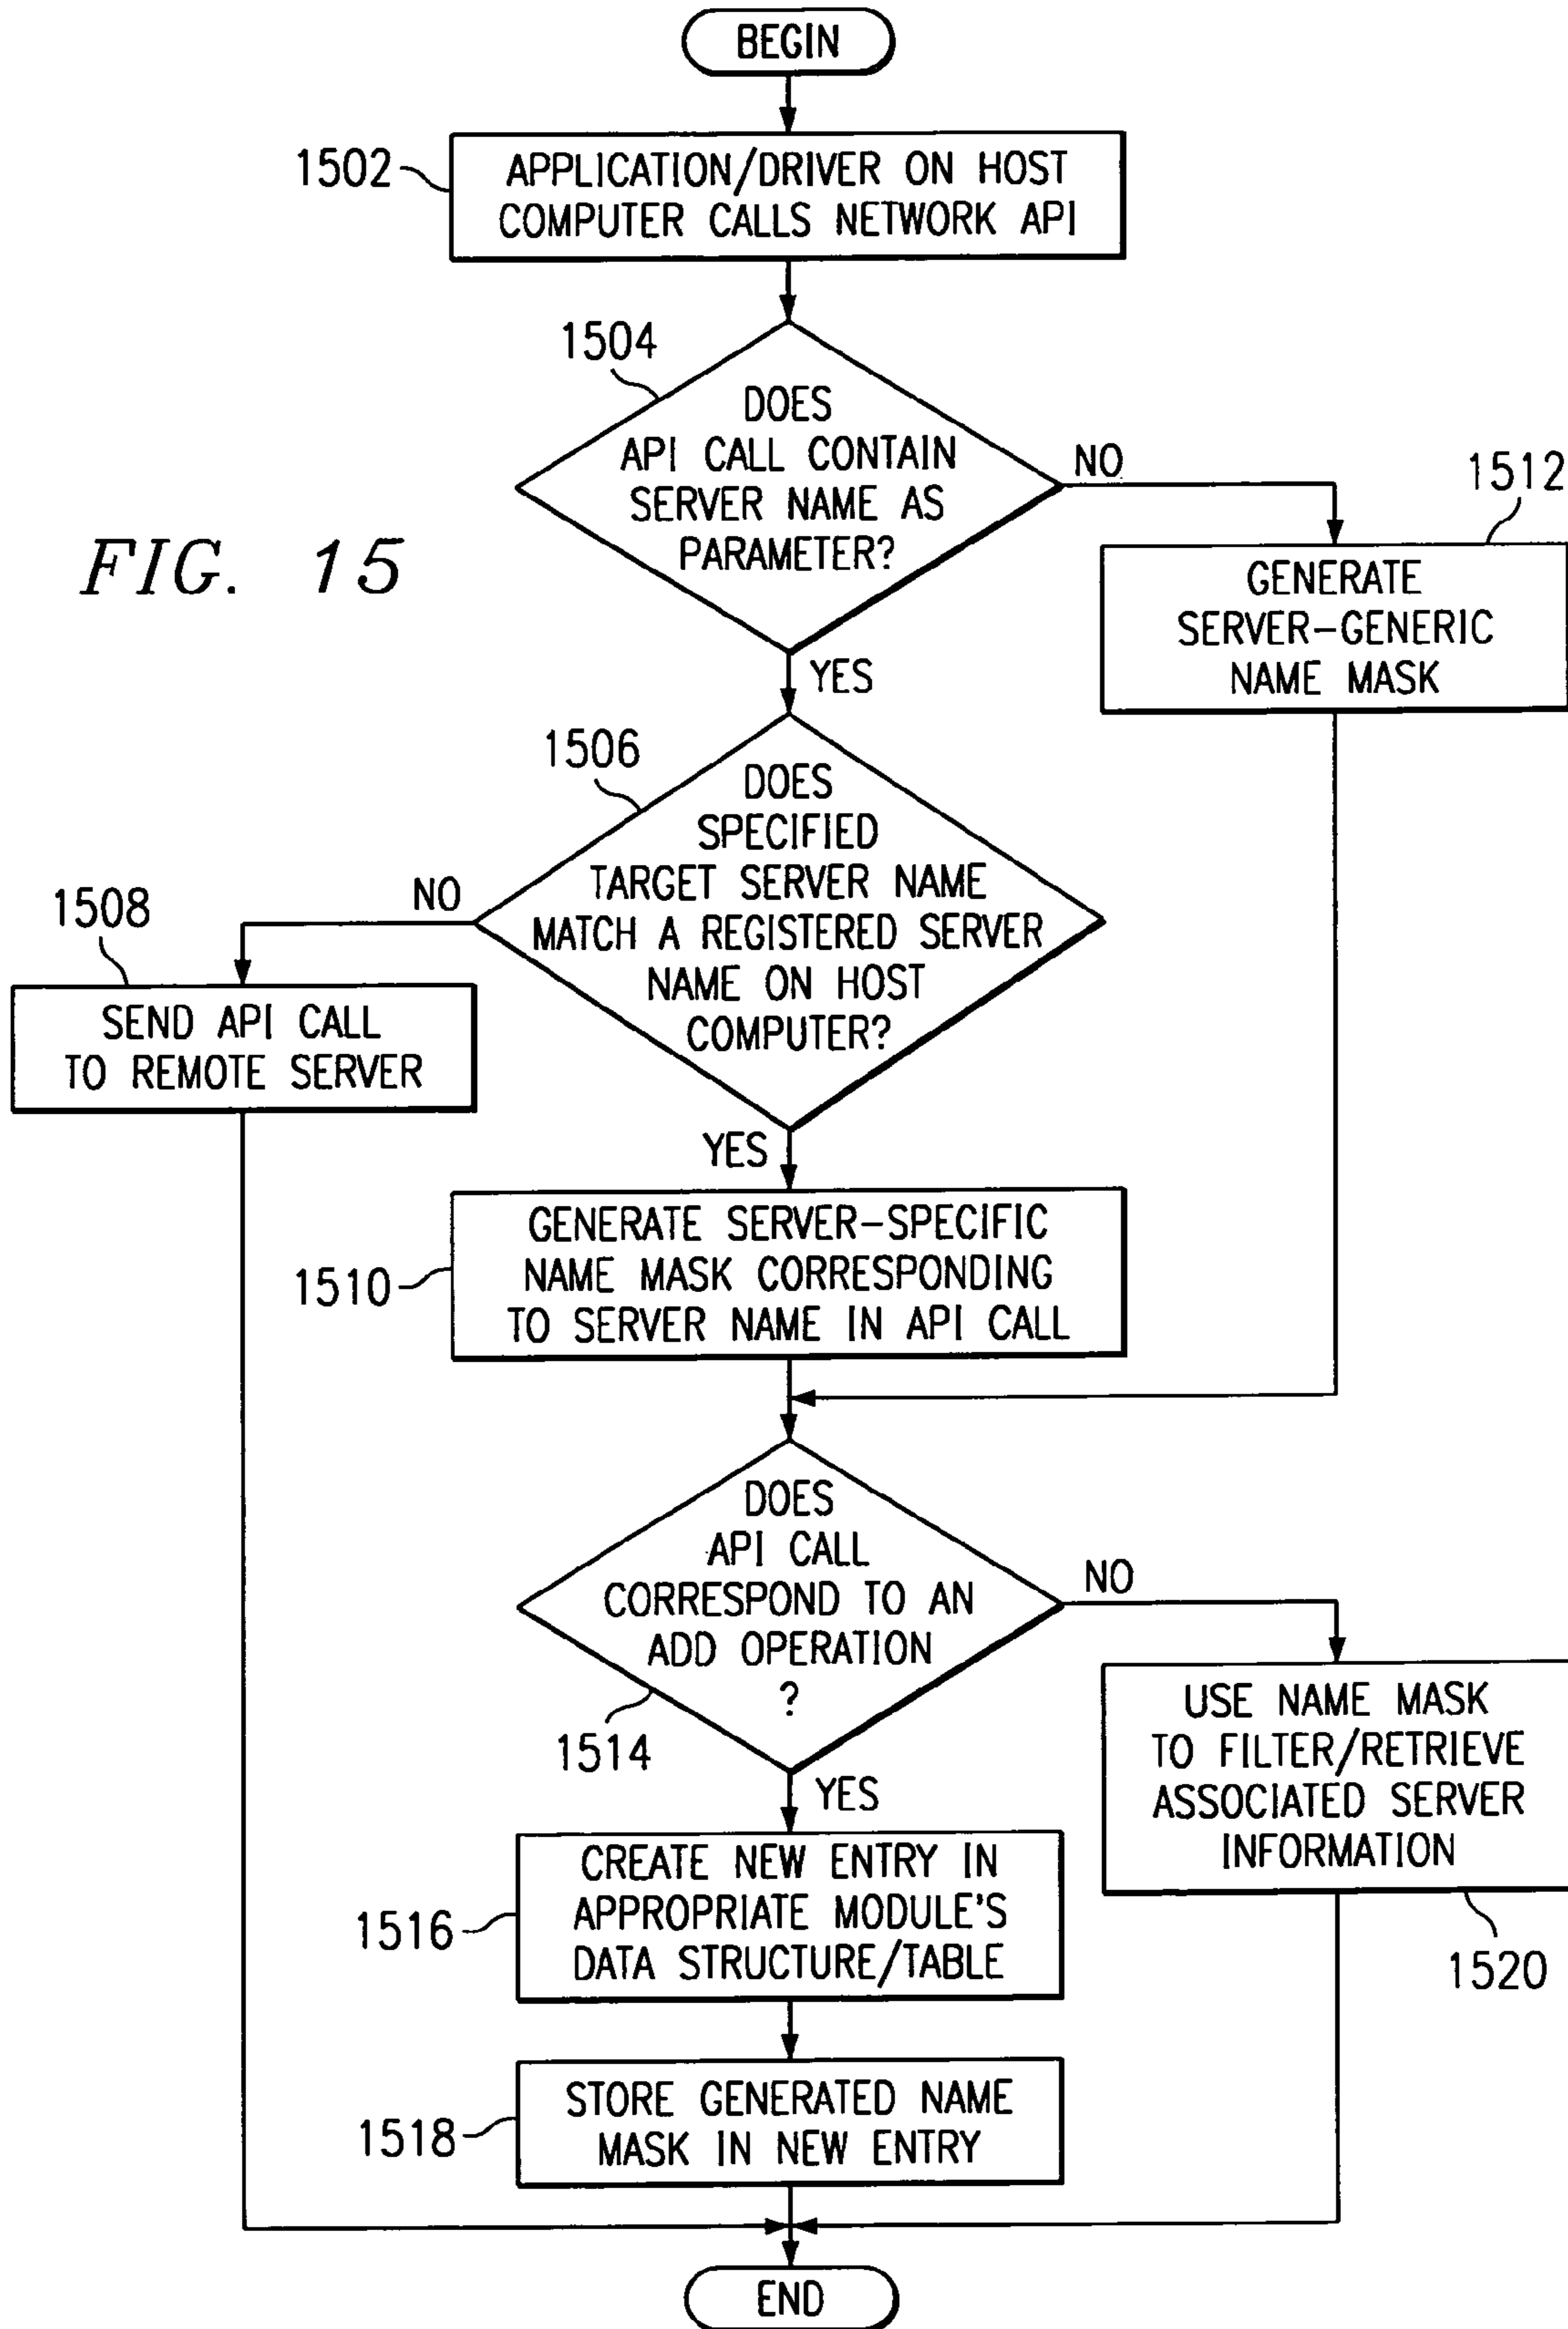 BEGIN
1502
APPLICATION/DRIVER ON HOST
COMPUTER CALLS NETWORK API
1504
DOES
API CALL CONTAIN
SERVER NAME AS
PARAMETER?
NO
1512
GENERATE
SERVER-GENERIC
NAME MASK
FIG. 15
YES
1506
DOES
SPECIFIED
TARGET SERVER NAME
MATCH A REGISTERED SERVER
NAME ON HOST
COMPUTER?
NO
1508
SEND API CALL
TO REMOTE SERVER
YES
1510
GENERATE SERVER-SPECIFIC
NAME MASK CORRESPONDING
TO SERVER NAME IN API CALL
DOES
API CALL
CORRESPOND TO AN
ADD OPERATION
?
1514
NO
USE NAME MASK
TO FILTER/RETRIEVE
ASSOCIATED SERVER
INFORMATION
1520
YES
1516
CREATE NEW ENTRY IN
APPROPRIATE MODULE'S
DATA STRUCTURE/TABLE
1518
STORE GENERATED NAME
MASK IN NEW ENTRY
END